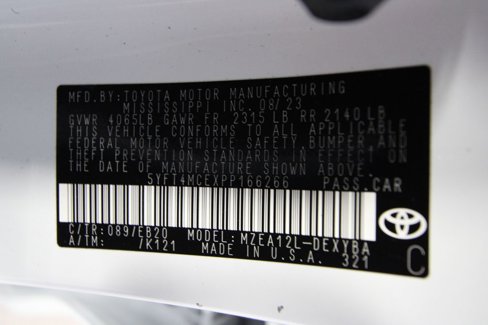 MFD.BY:TOYOTA MOTOR MANUFACTURING
MISSISSIPPI INC. 08/23
GVWR 4065LB GAWR FR 2315 LB RR 2140 LB
THIS VEHICLE CONFORMS TO ALL APPLICABLE
FEDERAL MOTOR VEHICLE SAFETY,BUMPER AND
THEFT PREVENTION STANDARDS IN EFFECT ON
THE DATE OF MANUFACTURE SHOWN ABOVE.
5YFT4MCEXPP166266 PASS.CAR
C/TR:089/EB20 MODEL:MZEA12L-DEXYBA
A/TM: /K121 MADE IN U.S.A. 321
C